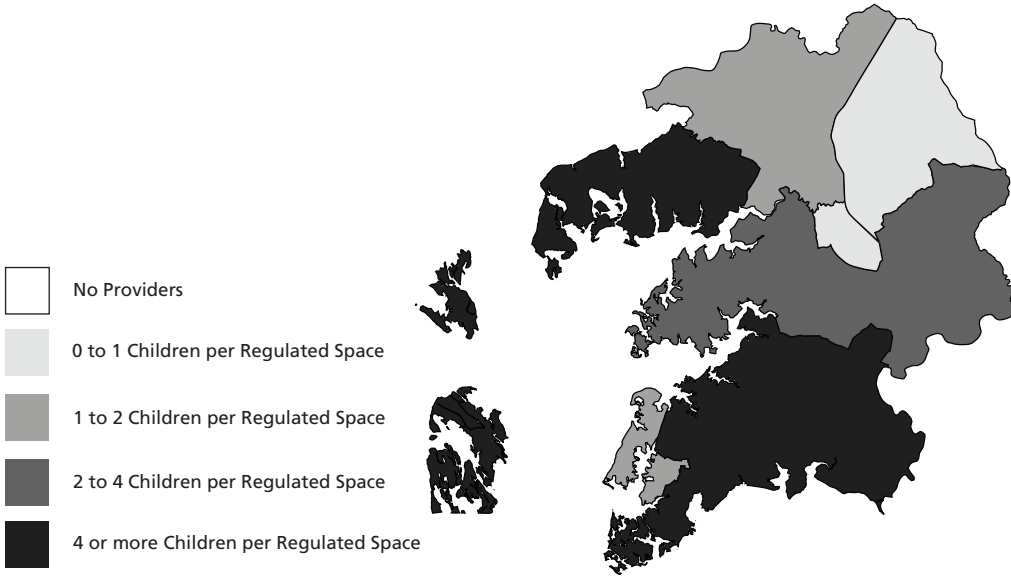 No Providers
0 to 1 Children per Regulated Space
1 to 2 Children per Regulated Space
2 to 4 Children per Regulated Space
4 or more Children per Regulated Space